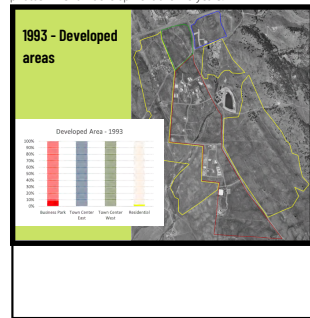 1993 - Developed
areas
Developed Area - 1993
100%
90%
80%
70%
60%
50%
40%
30%
20%
10%
0%
Business Park Town Center Town Center Residential
East West